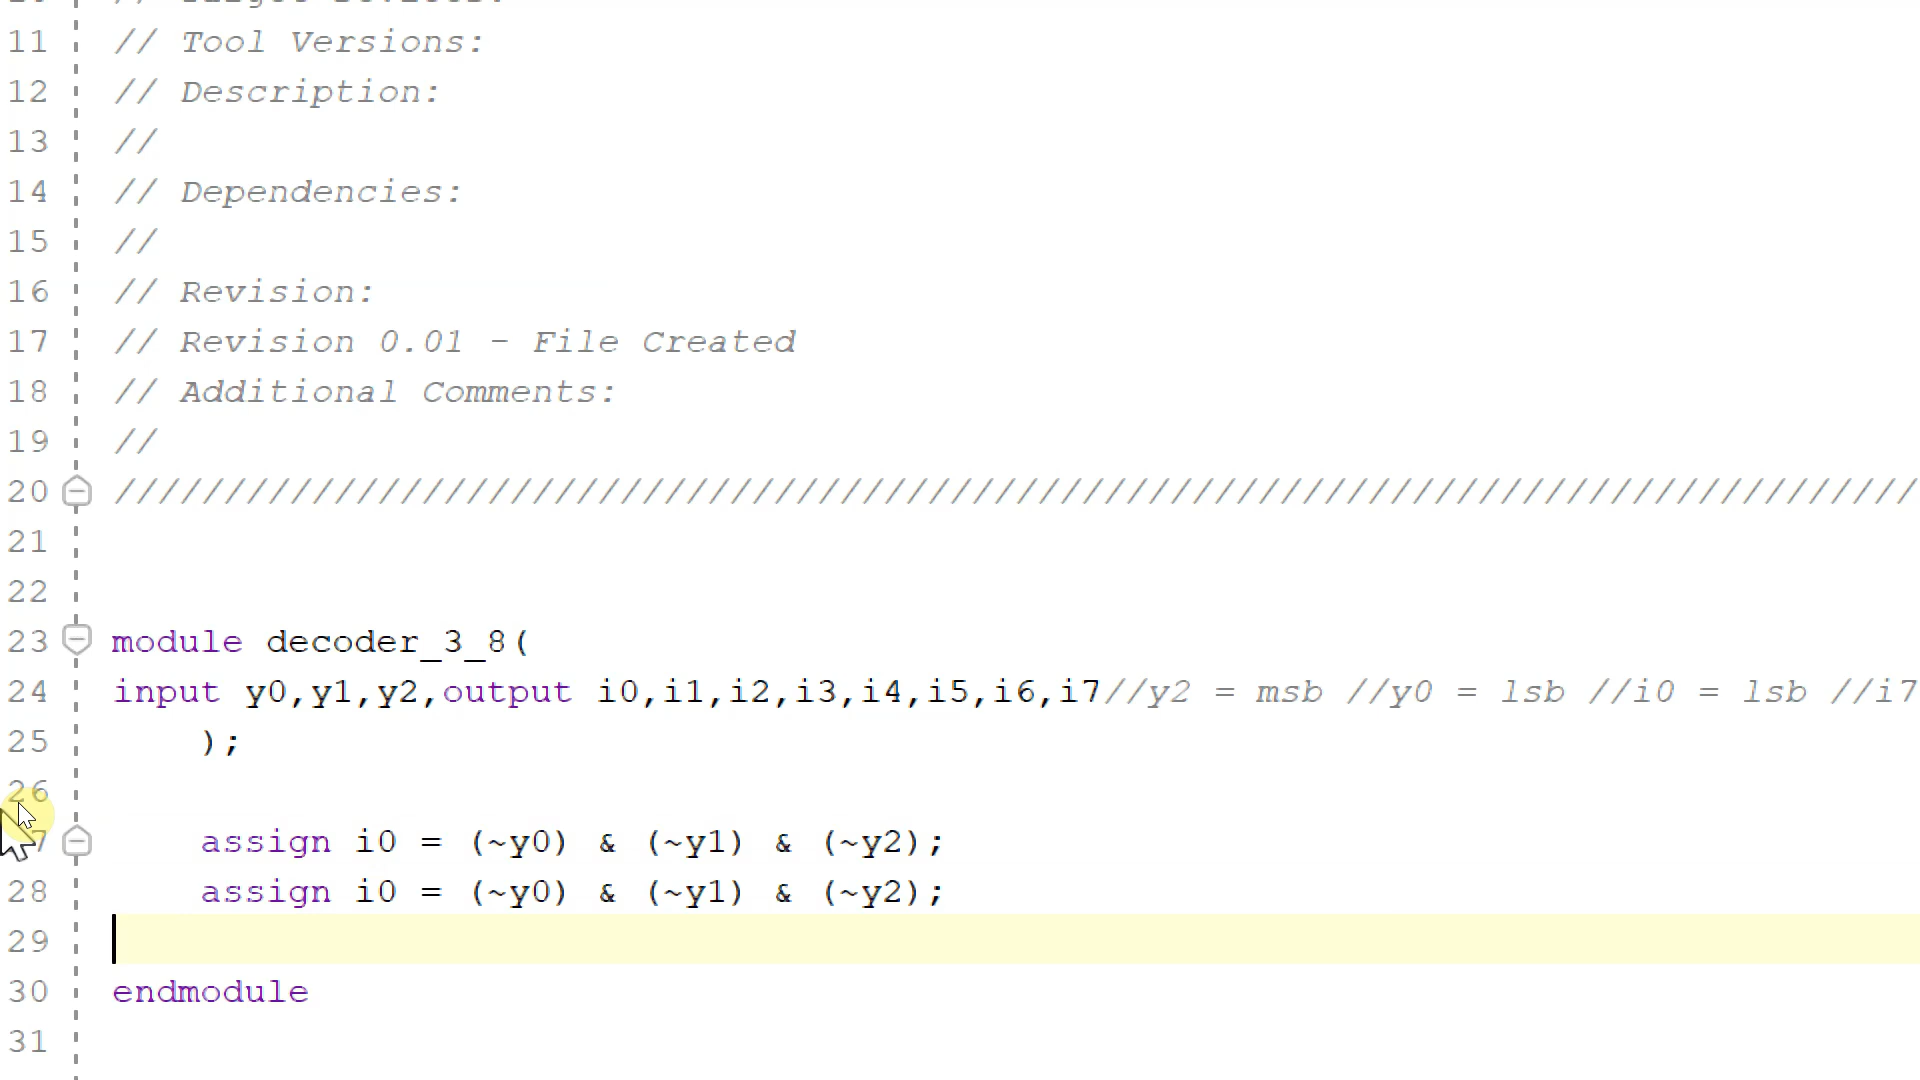 11 // Tool Versions:
12 // Description:
13 //
14 // Dependencies:
15 //
16 // Revision:
17 // Revision 0.01 - File Created
18 // Additional Comments:
19 //
20 //////////////////////////////////////////////////////////////////////////////////
21
22
23 module decoder_3_8(
24 input y0,y1,y2,output i0,i1,i2,i3,i4,i5,i6,i7//y2 = msb //y0 = lsb //i0 = lsb //i7
25 );
26
7 assign i0 = (~y0) & (~y1) & (~y2);
28 assign i0 = (~y0) & (~y1) & (~y2);
29
30 endmodule
31